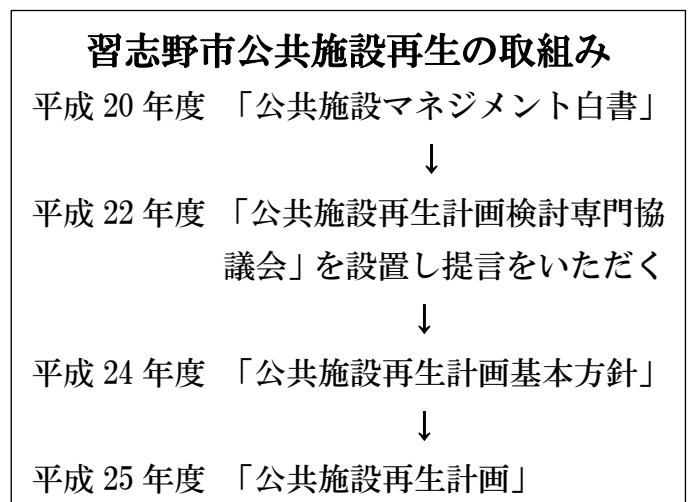 習志野市公共施設再生の取組み
平成 20 年度 「公共施設マネジメント白書」
↓
平成 22 年度 「公共施設再生計画検討専門協
議会」を設置し提言をいただく
↓
平成 24 年度 「公共施設再生計画基本方針」
↓
平成 25 年度 「公共施設再生計画」